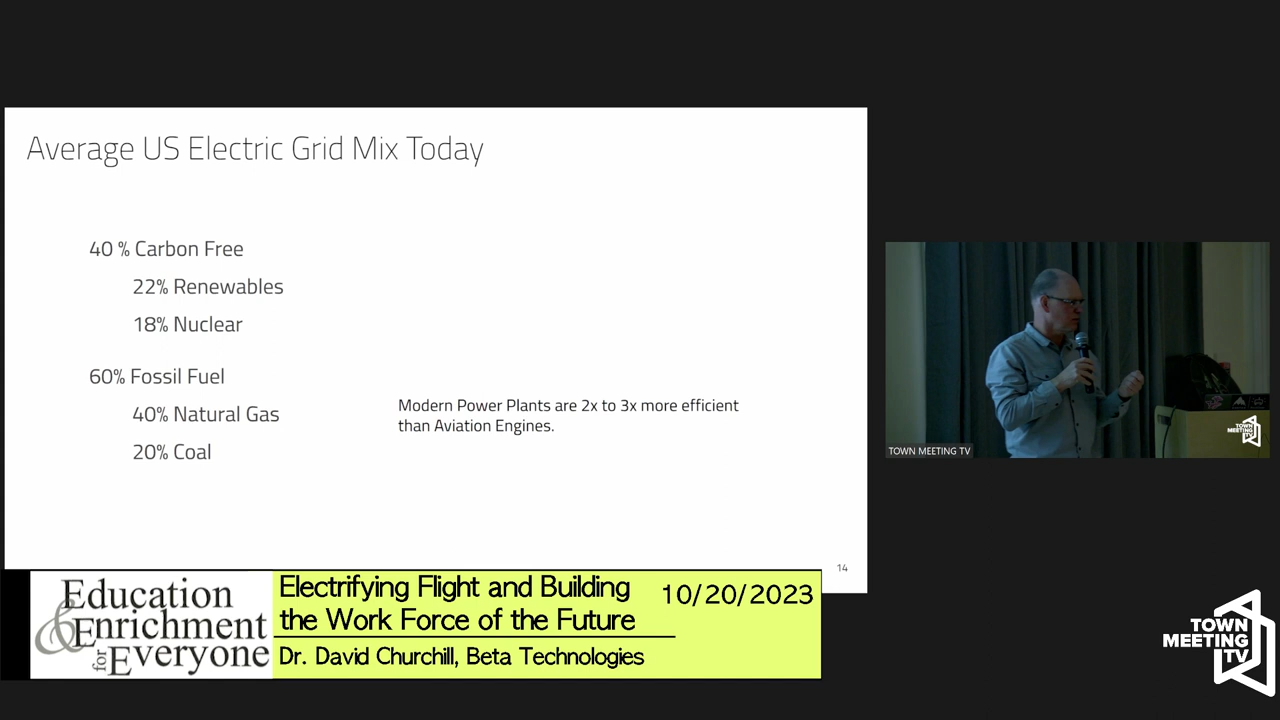 Average US Electric Grid Mix Today
40 % Carbon Free
22% Renewables
18% Nuclear
60% Fossil Fuel
40% Natural Gas
20% Coal
Modern Power Plants are 2x to 3x more efficient
than Aviation Engines.
14
TOWN MEETING TV
TOWN
MEETING
TV
Education
& Enrichment
for Everyone
Electrifying Flight and Building
the Work Force of the Future
10/20/2023
Dr. David Churchill, Beta Technologies
TOWN
MEETING
TV